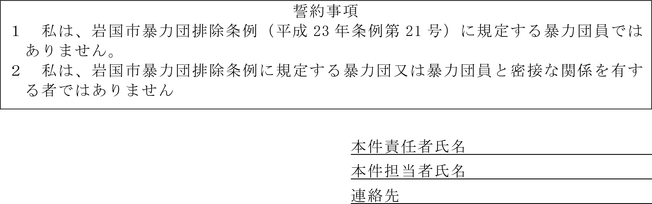 誓約事項
１　私は、岩国市暴力団排除条例（平成 23 年条例第 21 号）に規定する暴力団員では
ありません。
２　私は、岩国市暴力団排除条例に規定する暴力団又は暴力団員と密接な関係を有す
る者ではありません
本件責任者氏名
本件担当者氏名
連絡先